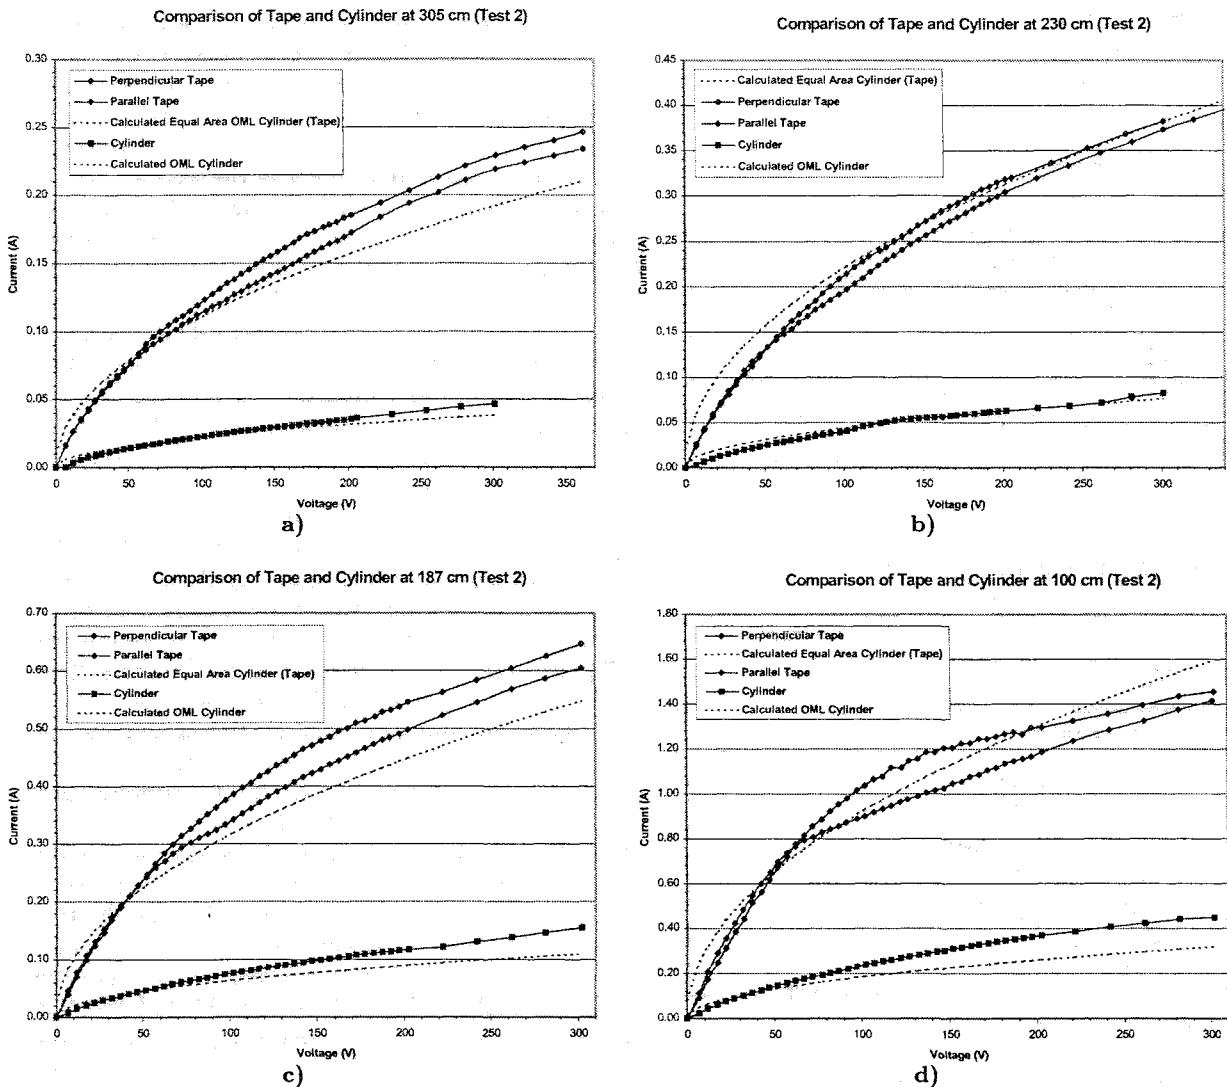 Comparison of Tape and Cylinder at 305 cm (Test 2)
0.30
0.25
0.20
0.15
0.10
0.05
0.00
Current (A)
Perpendicular Tape
Parallel Tape
Calculated Equal Area OML Cylinder (Tape)
Cylinder
Calculated OML Cylinder
0 50 100 150 200 250 300 350
Voltage (V)
a)
Comparison of Tape and Cylinder at 230 cm (Test 2)
0.45
0.40
0.35
0.30
0.25
0.20
0.15
0.10
0.05
0.00
Current (A)
Calculated Equal Area Cylinder (Tape)
Perpendicular Tape
Parallel Tape
Cylinder
Calculated OML Cylinder
0 50 100 150 200 250 300
Voltage (V)
b)
Comparison of Tape and Cylinder at 187 cm (Test 2)
0.70
0.60
0.50
0.40
0.30
0.20
0.10
0.00
Current (A)
Perpendicular Tape
Parallel Tape
Calculated Equal Area Cylinder (Tape)
Cylinder
Calculated OML Cylinder
0 50 100 150 200 250 300
Voltage (V)
c)
Comparison of Tape and Cylinder at 100 cm (Test 2)
1.80
1.60
1.40
1.20
1.00
0.80
0.60
0.40
0.20
0.00
Current (A)
Perpendicular Tape
Calculated Equal Area Cylinder (Tape)
Parallel Tape
Cylinder
Calculated OML Cylinder
0 50 100 150 200 250 300
Voltage (V)
d)